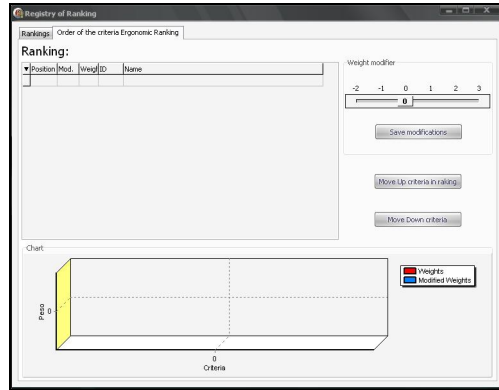 Registry of Ranking
Rankings Order of the criteria Ergonomic Ranking
Ranking:
Position Mod. Weigl ID Name
Weight modifier
-2 -1 0 1 2 3
0
Save modifications
Move Up criteria in raking
Move Down criteria
Chart
Weights
Modified Weights
Peso
0
0
Criteria